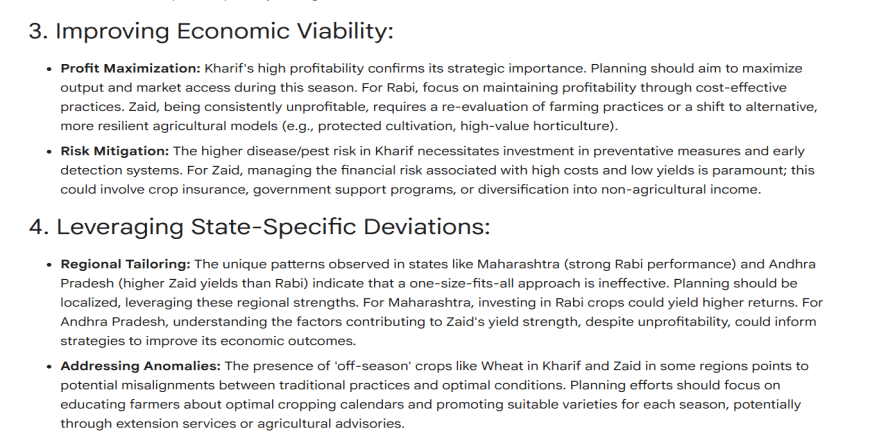 3. Improving Economic Viability:
• Profit Maximization: Kharif's high profitability confirms its strategic importance. Planning should aim to maximize
output and market access during this season. For Rabi, focus on maintaining profitability through cost-effective
practices. Zaid, being consistently unprofitable, requires a re-evaluation of farming practices or a shift to alternative,
more resilient agricultural models (e.g., protected cultivation, high-value horticulture).
• Risk Mitigation: The higher disease/pest risk in Kharif necessitates investment in preventative measures and early
detection systems. For Zaid, managing the financial risk associated with high costs and low yields is paramount; this
could involve crop insurance, government support programs, or diversification into non-agricultural income.
4. Leveraging State-Specific Deviations:
• Regional Tailoring: The unique patterns observed in states like Maharashtra (strong Rabi performance) and Andhra
Pradesh (higher Zaid yields than Rabi) indicate that a one-size-fits-all approach is ineffective. Planning should be
localized, leveraging these regional strengths. For Maharashtra, investing in Rabi crops could yield higher returns. For
Andhra Pradesh, understanding the factors contributing to Zaid's yield strength, despite unprofitability, could inform
strategies to improve its economic outcomes.
• Addressing Anomalies: The presence of 'off-season' crops like Wheat in Kharif and Zaid in some regions points to
potential misalignments between traditional practices and optimal conditions. Planning efforts should focus on
educating farmers about optimal cropping calendars and promoting suitable varieties for each season, potentially
through extension services or agricultural advisories.